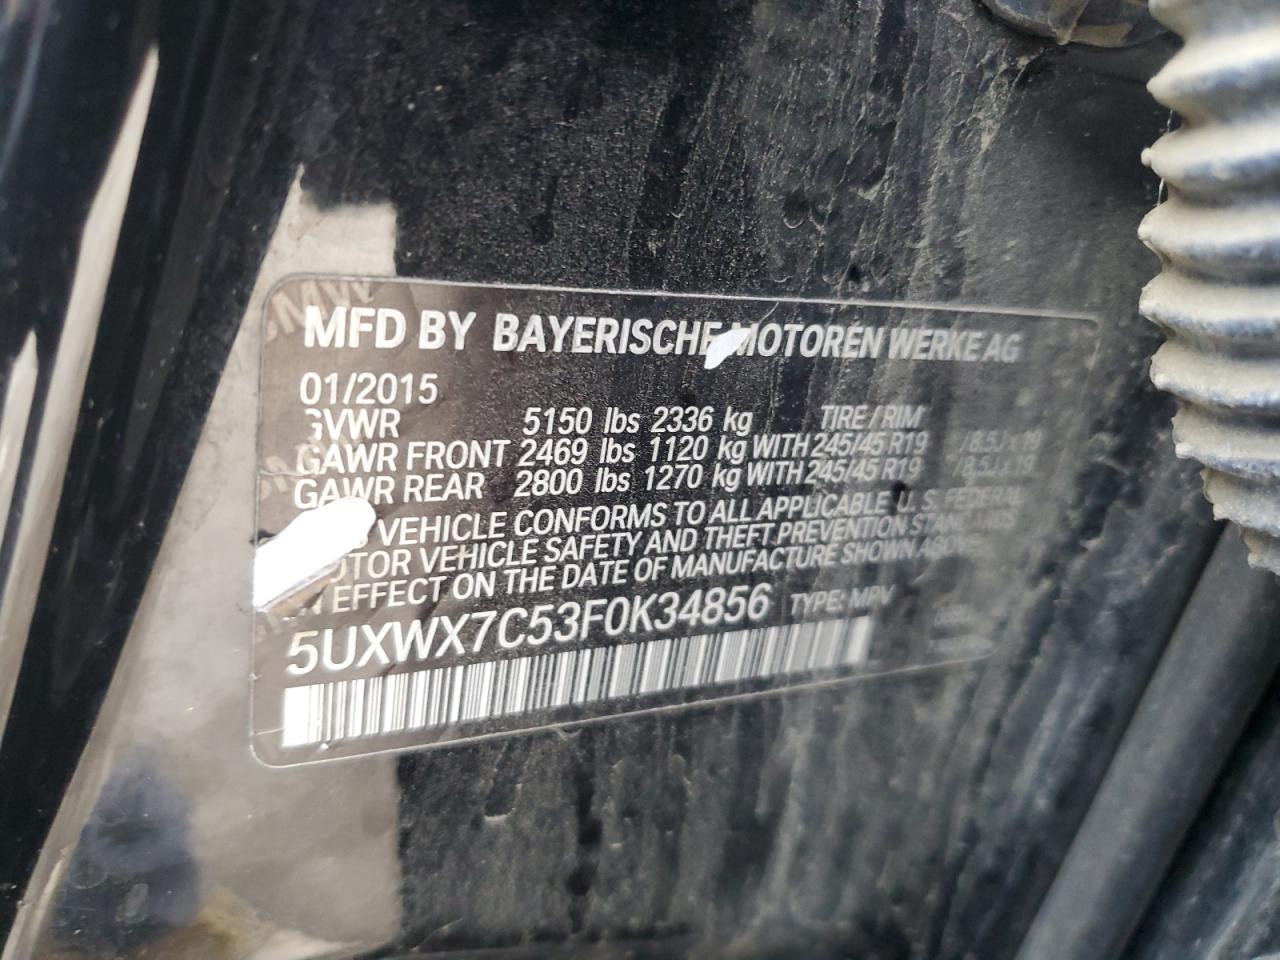 MFD BY BAYERISCHE MOTOREN WERKE AG
01/2015
GVWR 5150 lbs 2336 kg TIRE / RIM
GAWR FRONT 2469 lbs 1120 kg WITH 245/45 R19
GAWR REAR 2800 lbs 1270 kg WITH 245/45 R19
VEHICLE CONFORMS TO ALL APPLICABLE U. S. FEDERAL
MOTOR VEHICLE SAFETY AND THEFT PREVENTION STANDARDS
IN EFFECT ON THE DATE OF MANUFACTURE SHOWN ABOVE
5UXWX7C53F0K34856 TYPE: MPV